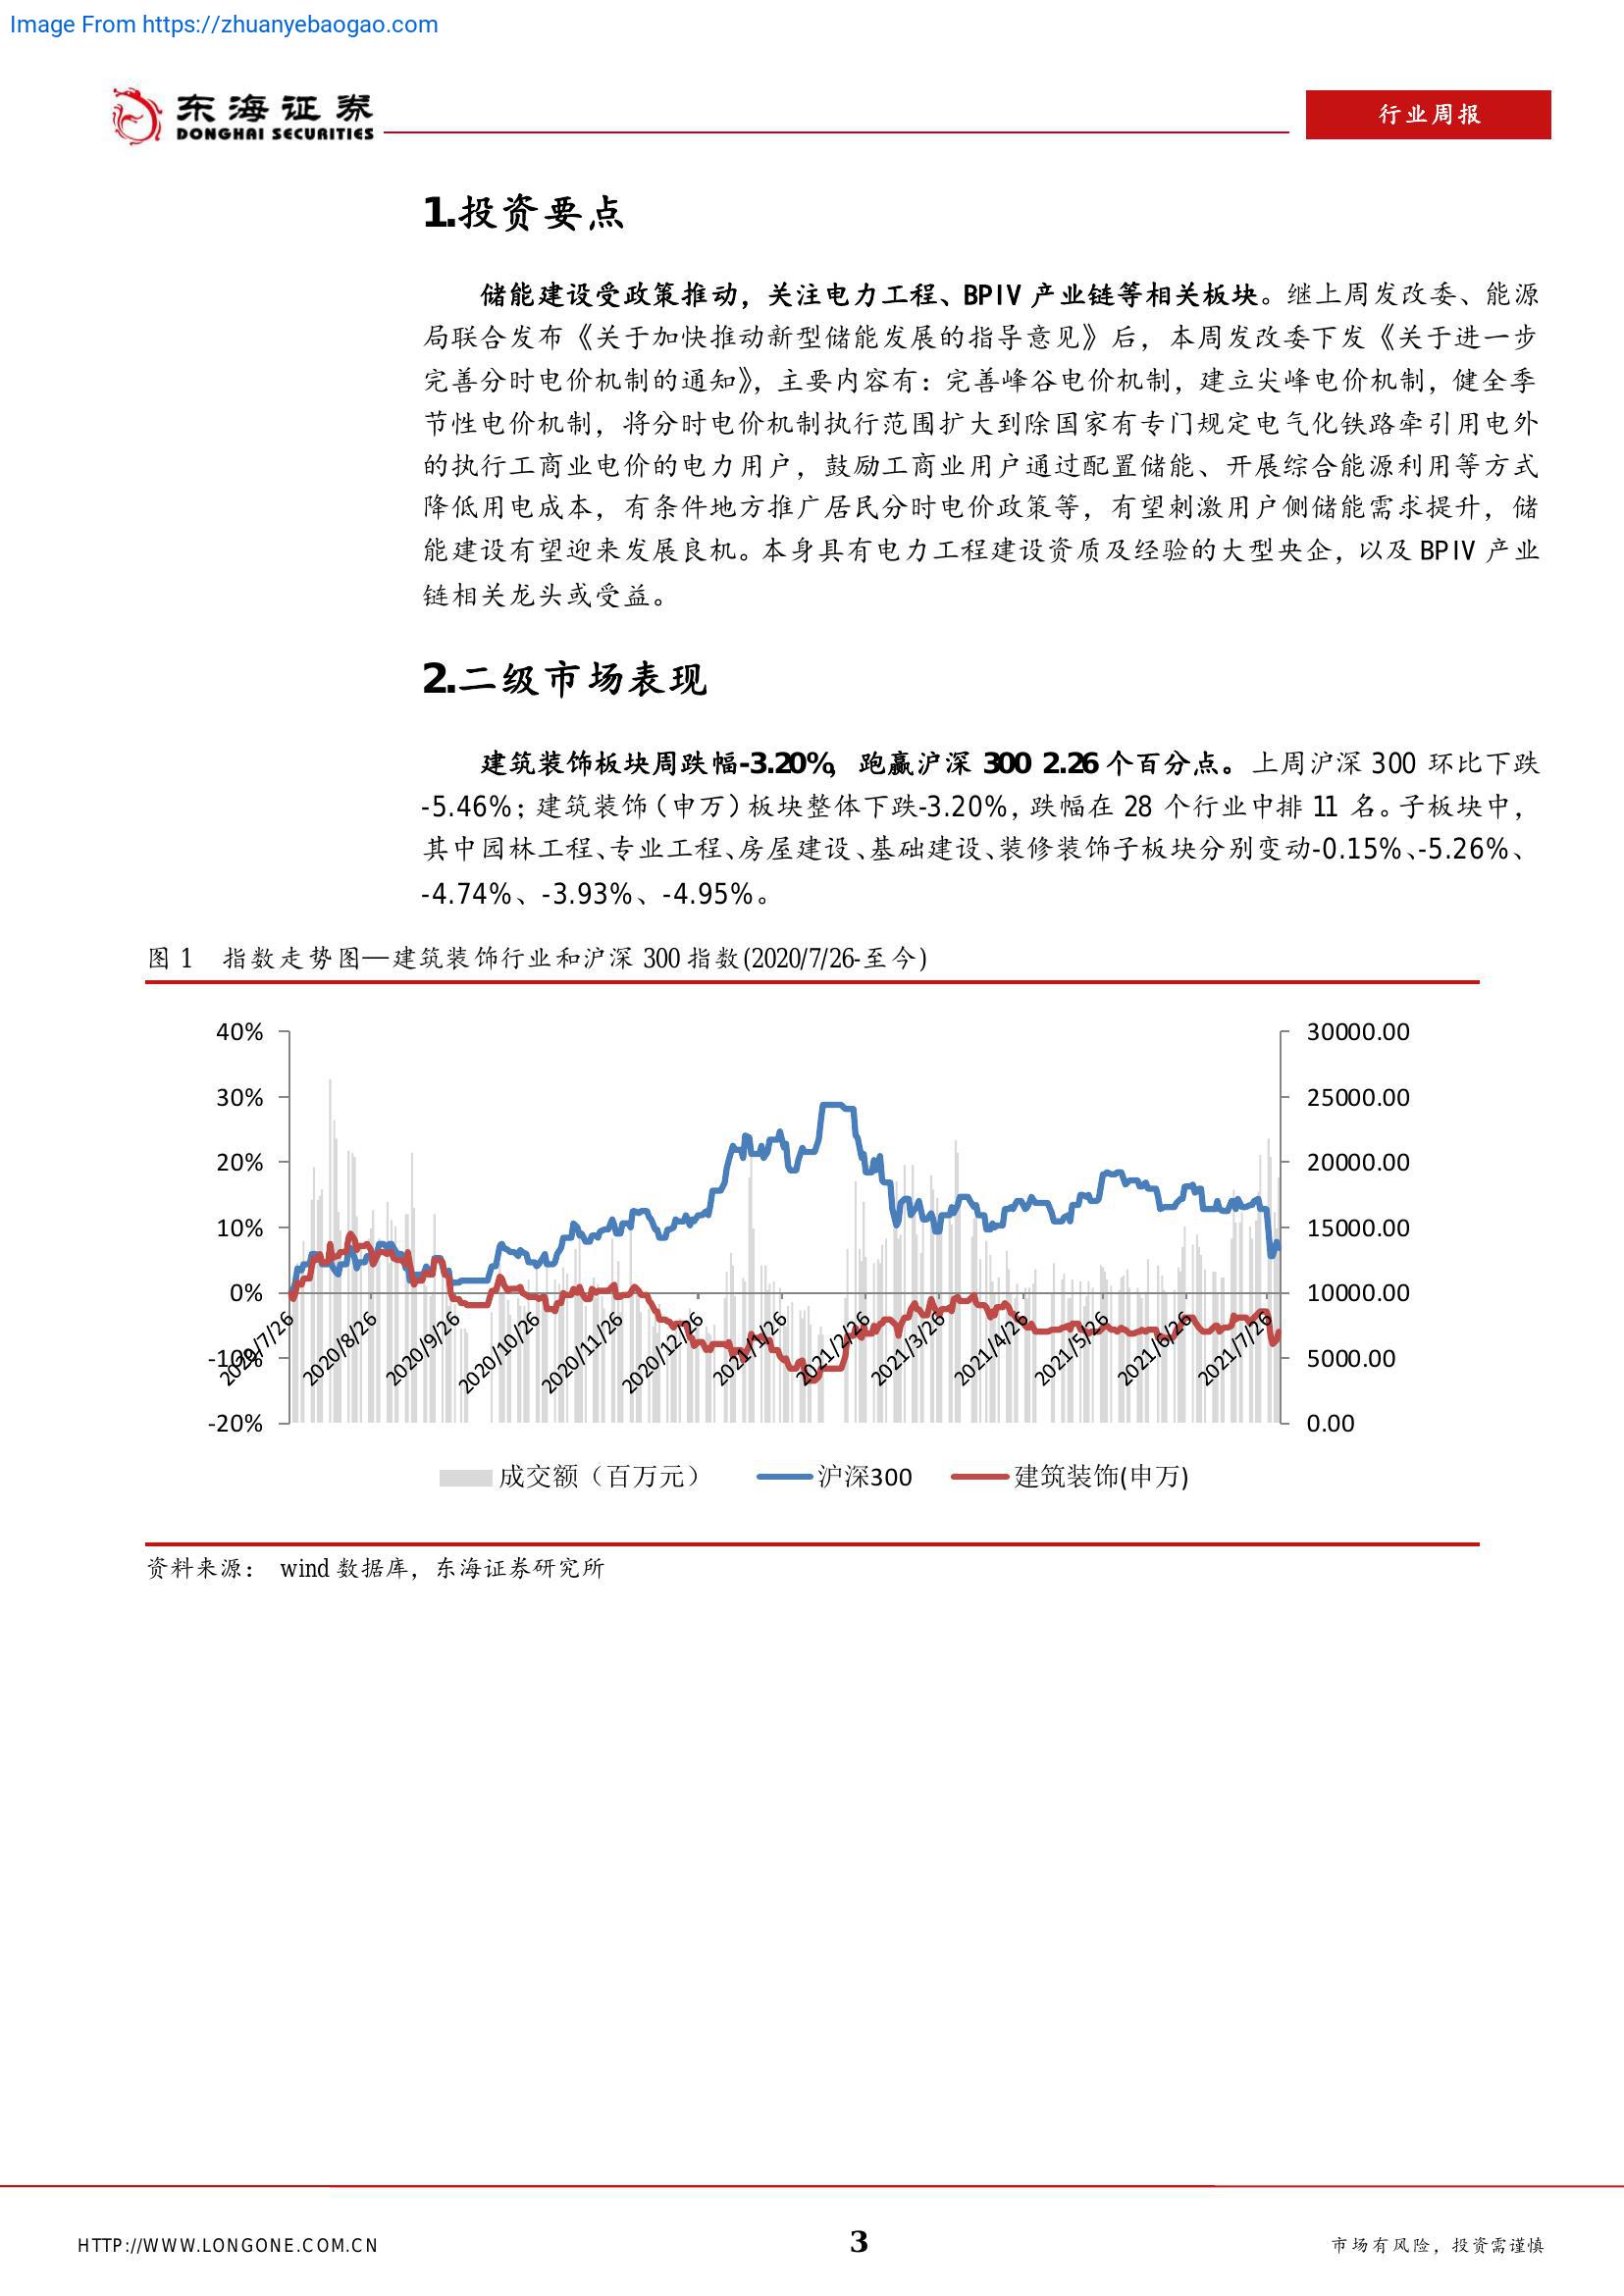 Image From https://zhuanyebaogao.com
东海证券
DONGHAI SECURITIES
行业周报
1.投资要点
储能建设受政策推动，关注电力工程、BPIV 产业链等相关板块。继上周发改委、能源
局联合发布《关于加快推动新型储能发展的指导意见》后，本周发改委下发《关于进一步
完善分时电价机制的通知》，主要内容有：完善峰谷电价机制，建立尖峰电价机制，健全季
节性电价机制，将分时电价机制执行范围扩大到除国家有专门规定电气化铁路牵引用电外
的执行工商业电价的电力用户，鼓励工商业用户通过配置储能、开展综合能源利用等方式
降低用电成本，有条件地方推广居民分时电价政策等，有望刺激用户侧储能需求提升，储
能建设有望迎来发展良机。本身具有电力工程建设资质及经验的大型央企，以及 BPIV 产业
链相关龙头或受益。
2.二级市场表现
建筑装饰板块周跌幅-3.20%，跑赢沪深 300 2.26 个百分点。上周沪深 300 环比下跌
-5.46%；建筑装饰（申万）板块整体下跌-3.20%，跌幅在 28 个行业中排 11 名。子板块中，
其中园林工程、专业工程、房屋建设、基础建设、装修装饰子板块分别变动-0.15%、-5.26%、
-4.74%、-3.93%、-4.95%。
图 1 指数走势图—建筑装饰行业和沪深 300 指数(2020/7/26-至今)
40% 30000.00
30% 25000.00
20% 20000.00
10% 15000.00
0% 10000.00
-10% 5000.00
-20% 0.00
2020/7/26 2020/8/26 2020/9/26 2020/10/26 2020/11/26 2020/12/26 2021/1/26 2021/2/26 2021/3/26 2021/4/26 2021/5/26 2021/6/26 2021/7/26
成交额（百万元） 沪深300 建筑装饰(申万)
资料来源： wind 数据库，东海证券研究所
HTTP://WWW.LONGONE.COM.CN 3 市场有风险，投资需谨慎